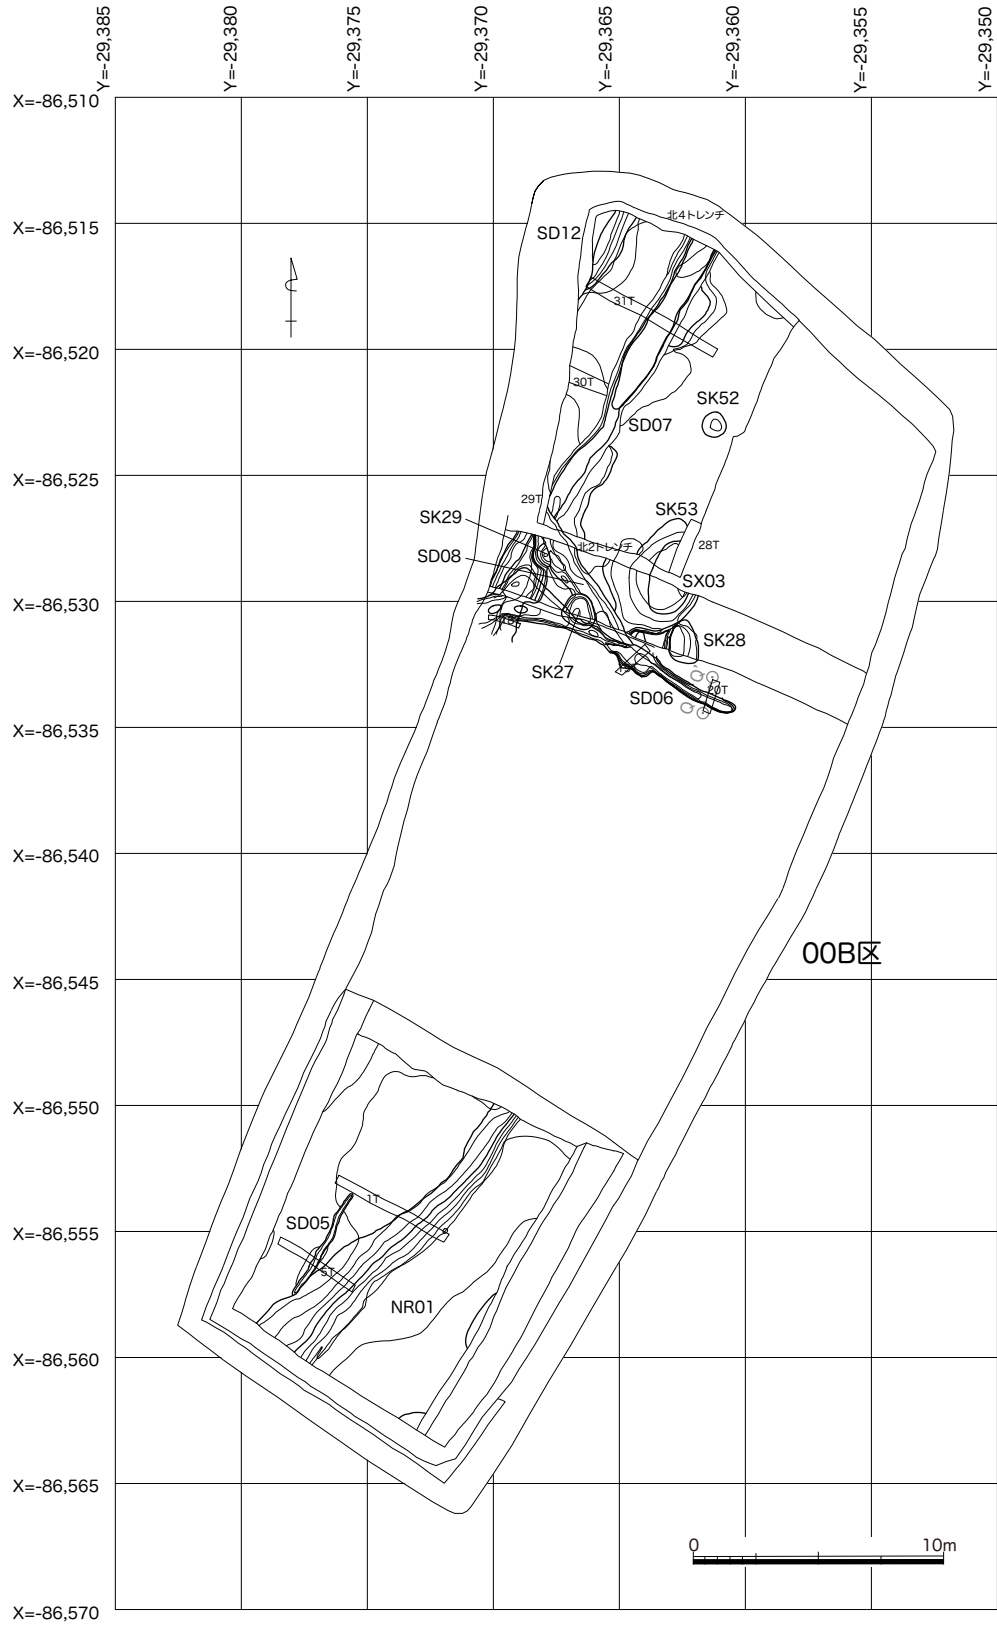 Y=-29,385
Y=-29,380
Y=-29,375
Y=-29,370
Y=-29,365
Y=-29,360
Y=-29,355
Y=-29,350
X=-86,510
X=-86,515
北4トレンチ
SD12
31T
X=-86,520
30T
SK52
SD07
X=-86,525
29T
SK53
SK29
北2トレンチ
28T
SD08
SX03
X=-86,530
SK28
SK27
20T
SD06
X=-86,535
X=-86,540
00B区
X=-86,545
X=-86,550
1T
SD05
X=-86,555
5T
NR01
X=-86,560
X=-86,565
0 10m
X=-86,570